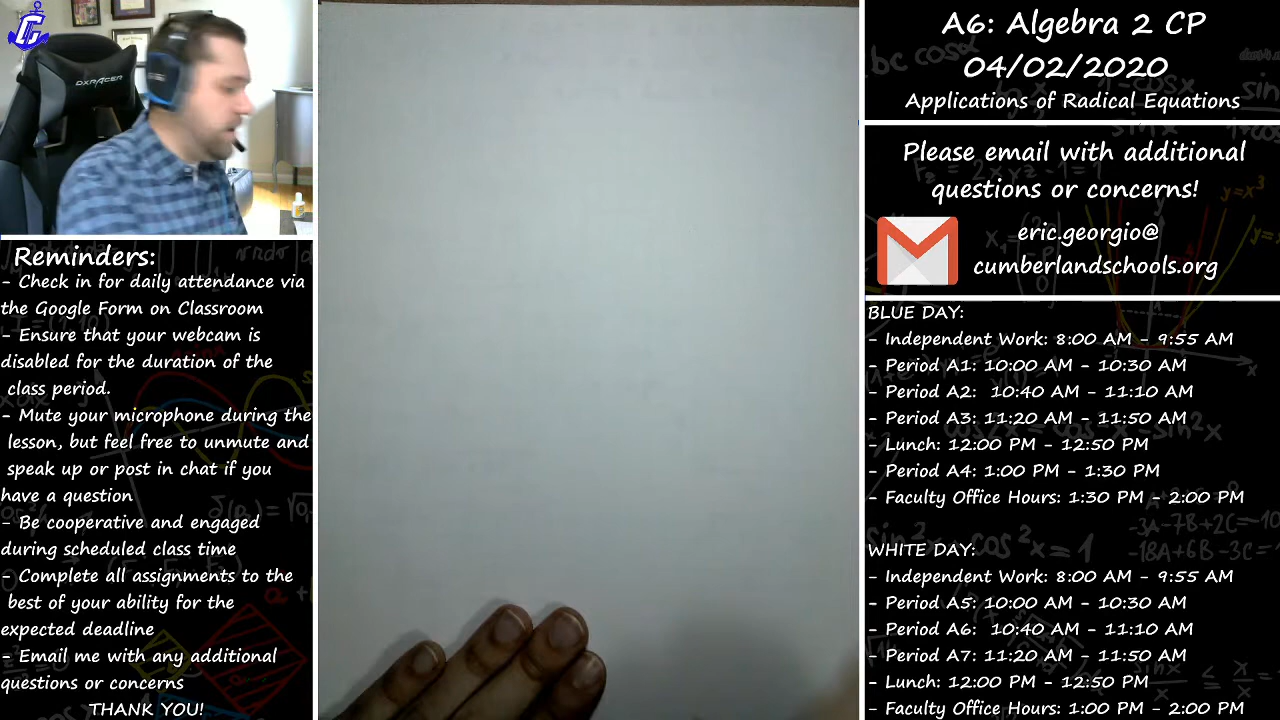 DXRACER
A6: Algebra 2 CP
04/02/2020
Applications of Radical Equations
Please email with additional
questions or concerns!
eric.georgio@
cumberlandschools.org
Reminders:
- Check in for daily attendance via
the Google Form on Classroom
- Ensure that your webcam is
disabled for the duration of the
class period.
- Mute your microphone during the
lesson, but feel free to unmute and
speak up or post in chat if you
have a question
- Be cooperative and engaged
during scheduled class time
- Complete all assignments to the
best of your ability for the
expected deadline
- Email me with any additional
questions or concerns
THANK YOU!
BLUE DAY:
- Independent Work: 8:00 AM - 9:55 AM
- Period A1: 10:00 AM - 10:30 AM
- Period A2: 10:40 AM - 11:10 AM
- Period A3: 11:20 AM - 11:50 AM
- Lunch: 12:00 PM - 12:50 PM
- Period A4: 1:00 PM - 1:30 PM
- Faculty Office Hours: 1:30 PM - 2:00 PM
WHITE DAY:
- Independent Work: 8:00 AM - 9:55 AM
- Period A5: 10:00 AM - 10:30 AM
- Period A6: 10:40 AM - 11:10 AM
- Period A7: 11:20 AM - 11:50 AM
- Lunch: 12:00 PM - 12:50 PM
- Faculty Office Hours: 1:00 PM - 2:00 PM